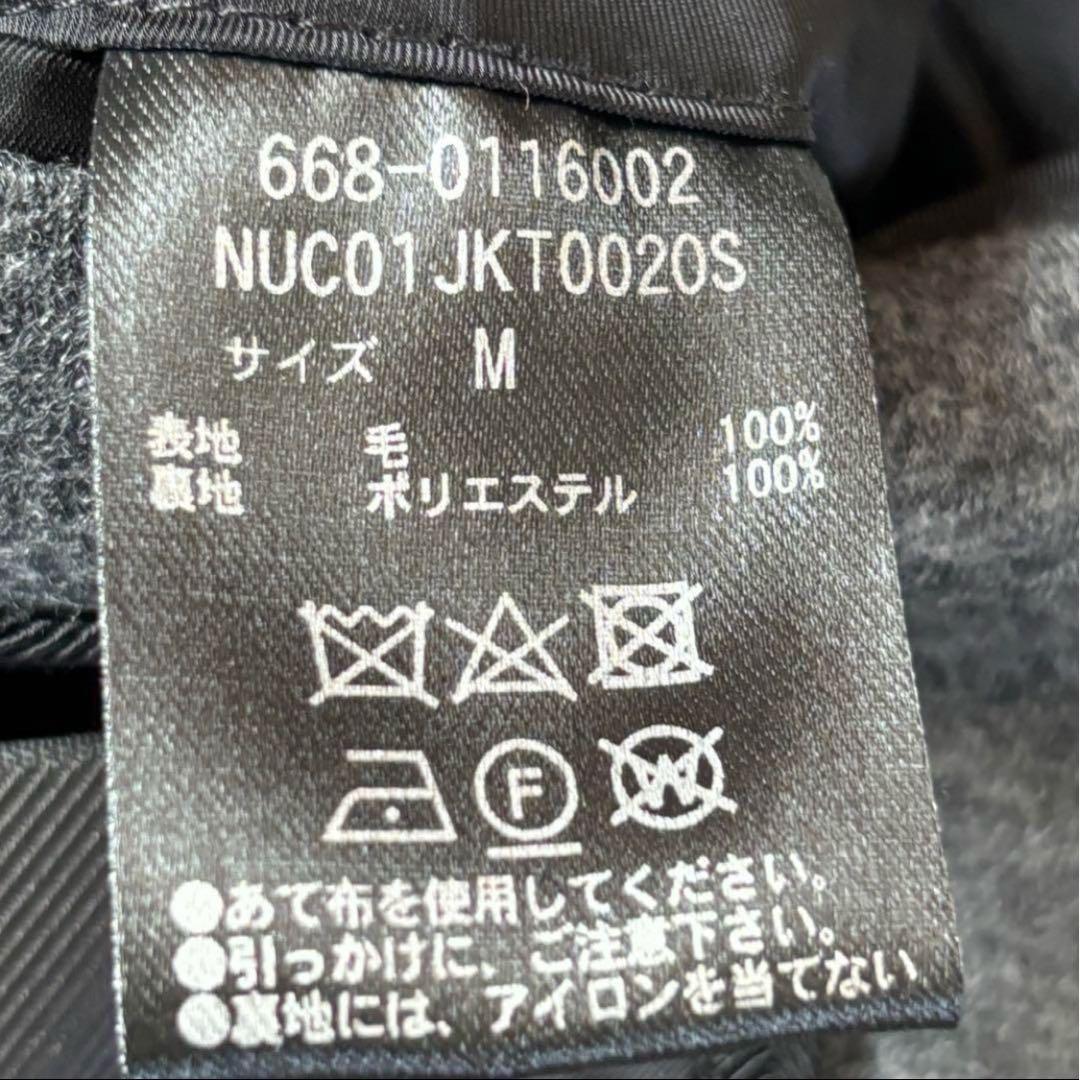 668-0116002
NUC01JKT0020S
サイズ M
表地 毛 100%
裏地 ポリエステル 100%
F
W
●あて布を使用してください。
●引っかけに、ご注意下さい。
●裏地には、アイロンを当てない